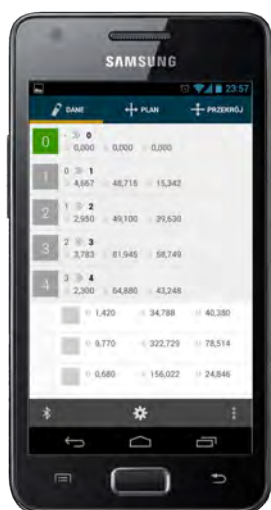 SAMSUNG
23:57
DANE PLAN PRZEKRÓJ
0 - 0
0,000 0,000 0,000
1 0 1
4,667 48,715 15,342
2 1 2
2,950 49,100 39,630
3 2 3
3,783 61,945 58,749
4 3 4
2,300 64,880 43,248
1,420 34,788 40,380
9,770 322,729 78,514
0,680 156,022 24,846